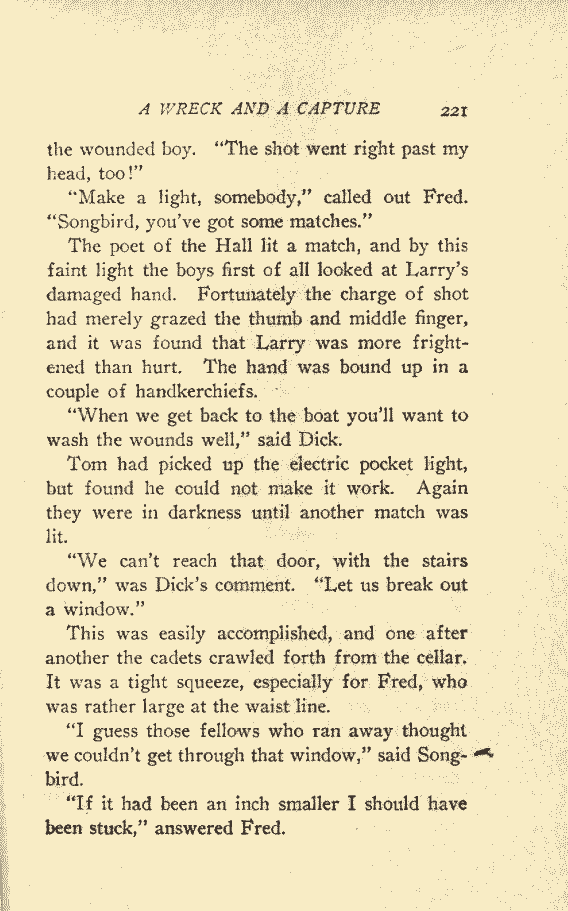 A WRECK AND A CAPTURE 221
the wounded boy. "The shot went right past my
head, too!"
"Make a light, somebody," called out Fred.
"Songbird, you've got some matches."
The poet of the Hall lit a match, and by this
faint light the boys first of all looked at Larry's
damaged hand. Fortunately the charge of shot
had merely grazed the thumb and middle finger,
and it was found that Larry was more fright-
ened than hurt. The hand was bound up in a
couple of handkerchiefs.
"When we get back to the boat you'll want to
wash the wounds well," said Dick.
Tom had picked up the electric pocket light,
but found he could not make it work. Again
they were in darkness until another match was
lit.
"We can't reach that door, with the stairs
down," was Dick's comment. "Let us break out
a window."
This was easily accomplished, and one after
another the cadets crawled forth from the cellar.
It was a tight squeeze, especially for Fred, who
was rather large at the waist line.
"I guess those fellows who ran away thought
we couldn't get through that window," said Song-
bird.
"If it had been an inch smaller I should have
been stuck," answered Fred.